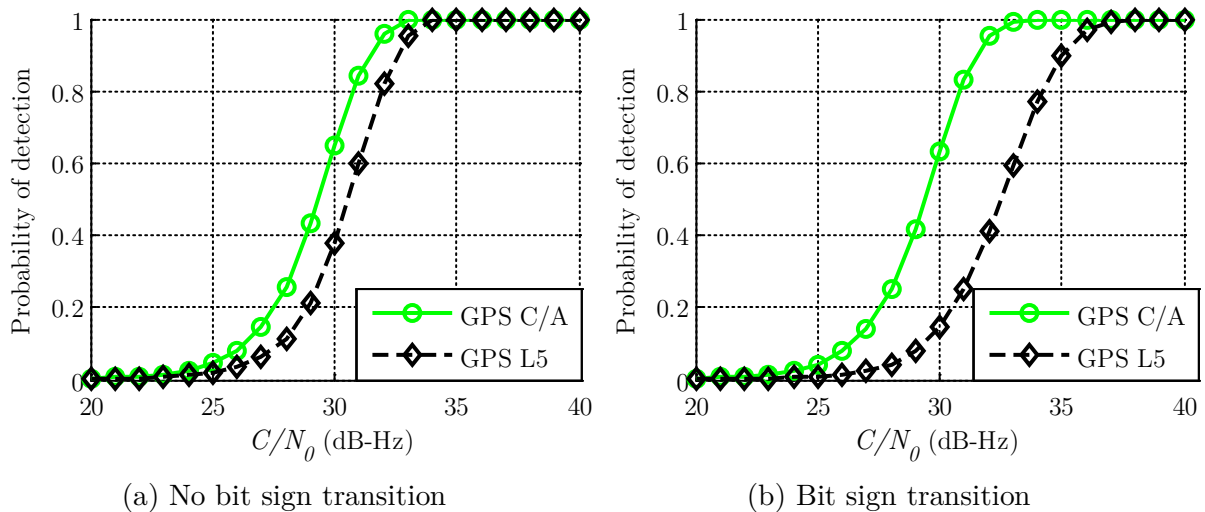 1
0.8
0.6
0.4
0.2
0
Probability of detection
20
25
30
35
40
C/N0 (dB-Hz)
GPS C/A
GPS L5
(a) No bit sign transition
1
0.8
0.6
0.4
0.2
0
Probability of detection
20
25
30
35
40
C/N0 (dB-Hz)
GPS C/A
GPS L5
(b) Bit sign transition